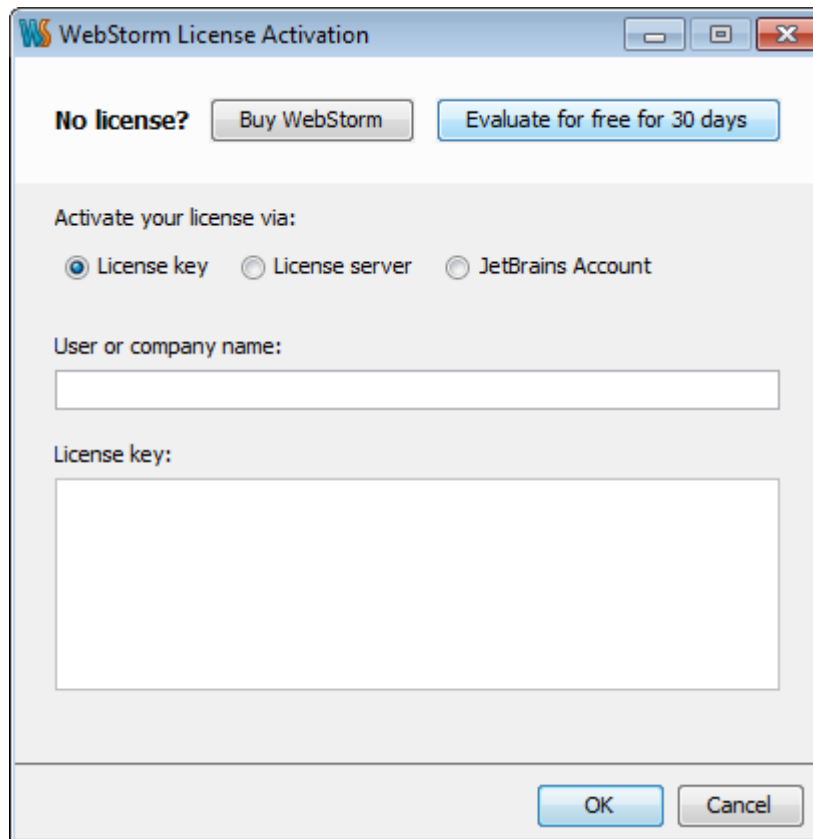 WS WebStorm License Activation
No license? Buy WebStorm Evaluate for free for 30 days
Activate your license via:
License key License server JetBrains Account
User or company name:
License key:
OK Cancel